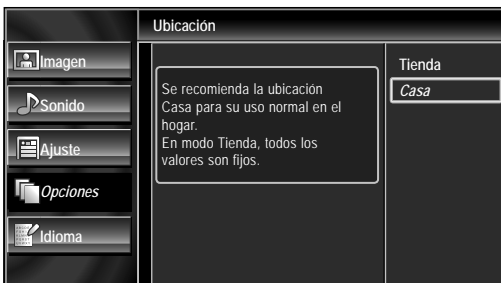 Ubicación
Imagen
Sonido
Ajuste
Opciones
Idioma
Se recomienda la ubicación
Casa para su uso normal en el
hogar.
En modo Tienda, todos los
valores son fijos.
Tienda
Casa